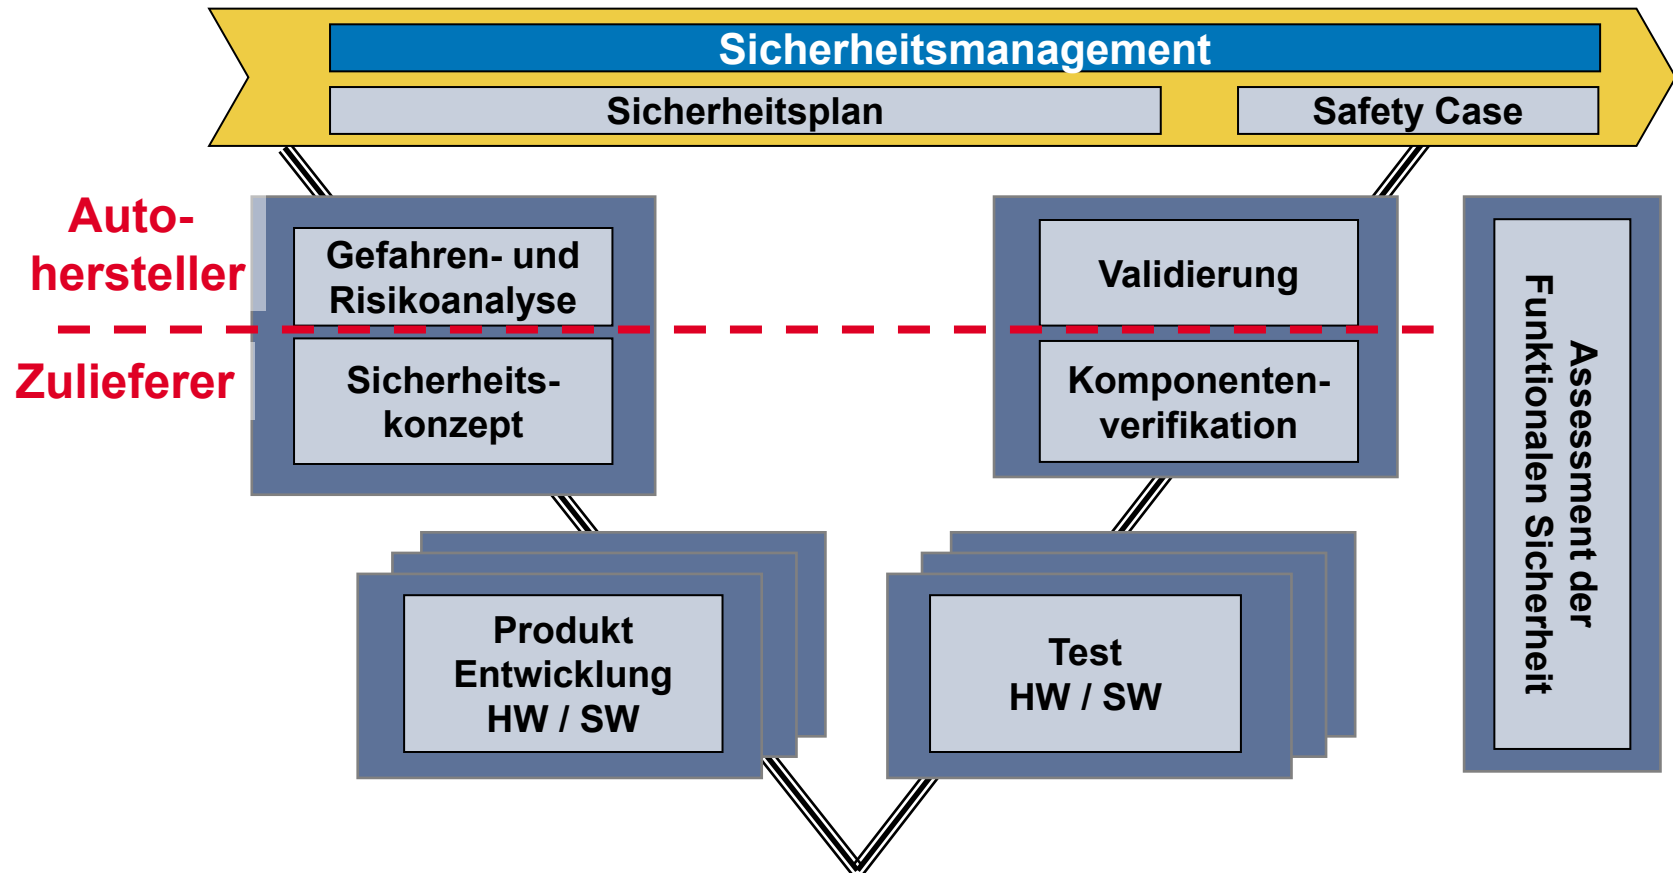 Sicherheitsmanagement
Sicherheitsplan
Safety Case
Auto-
hersteller
Gefahren- und
Risikoanalyse
Validierung
Zulieferer
Sicherheits-
konzept
Komponenten-
verifikation
Produkt
Entwicklung
HW / SW
Test
HW / SW
Assessment der
Funktionalen Sicherheit